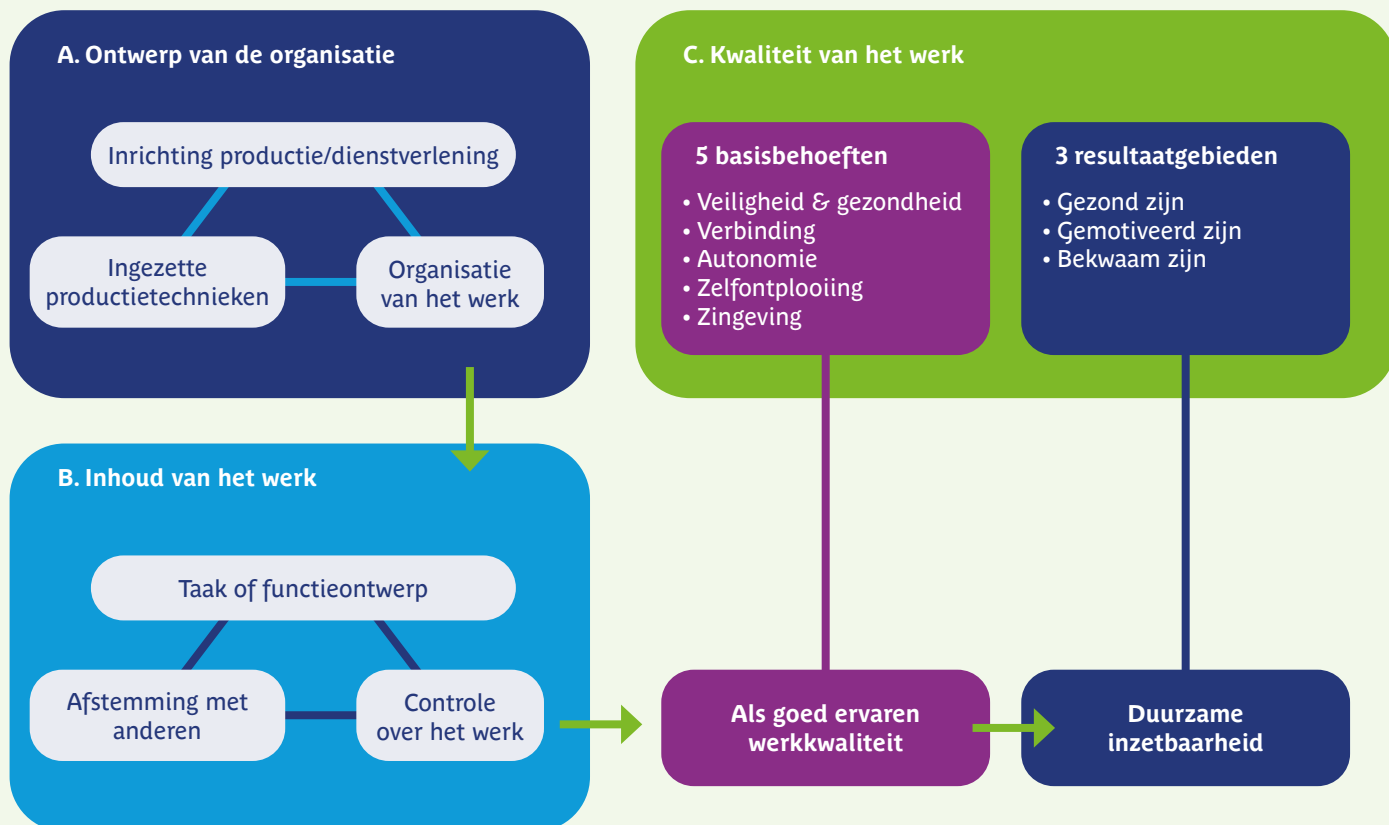 A. Ontwerp van de organisatie
Inrichting productie/dienstverlening
Ingezette
productietechnieken
Organisatie
van het werk
B. Inhoud van het werk
Taak of functieontwerp
Afstemming met
anderen
Controle
over het werk
C. Kwaliteit van het werk
5 basisbehoeften
• Veiligheid & gezondheid
• Verbinding
• Autonomie
• Zelfontplooiing
• Zingeving
3 resultaatgebieden
• Gezond zijn
• Gemotiveerd zijn
• Bekwaam zijn
Als goed ervaren
werkkwaliteit
Duurzame
inzetbaarheid